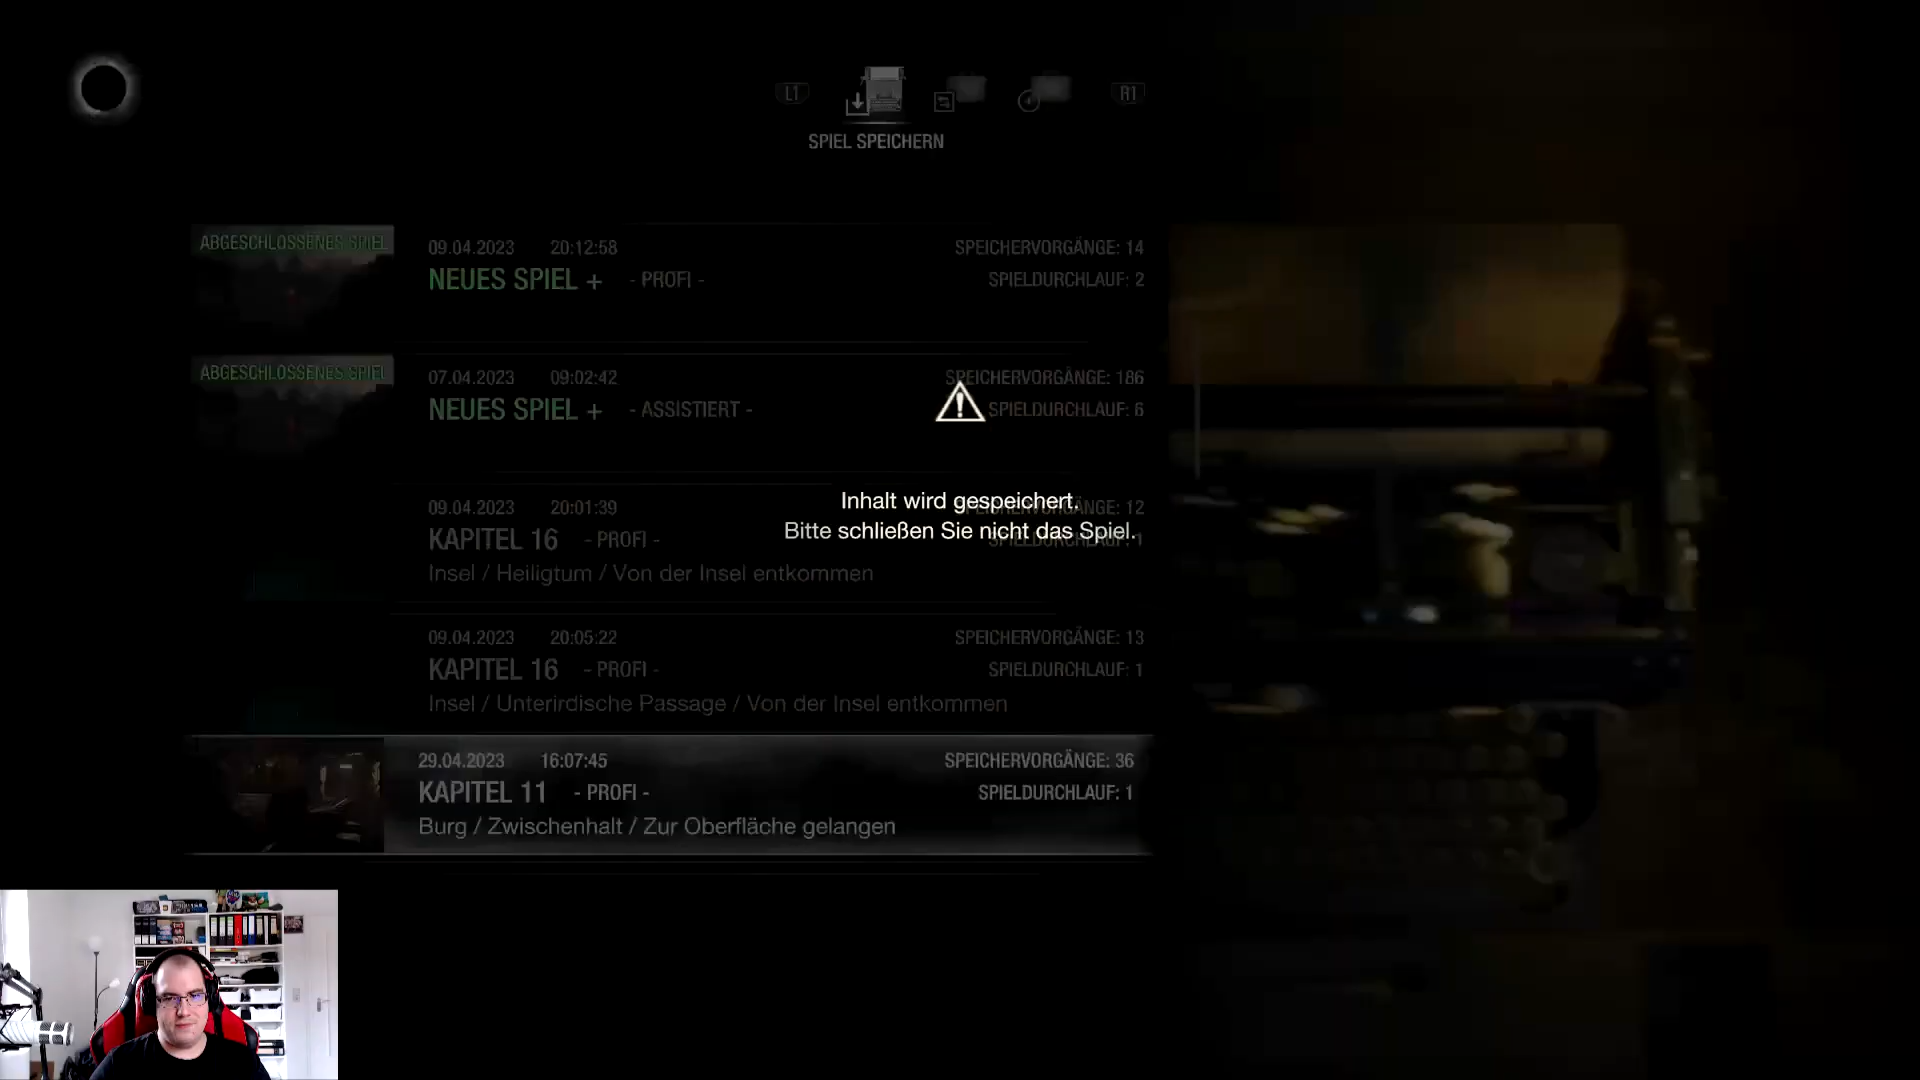 L1
R1
SPIEL SPEICHERN
ABGESCHLOSSENES SPIEL
09.04.2023 20:12:58
SPEICHERVORGÄNGE: 14
NEUES SPIEL + - PROFI -
SPIELDURCHLAUF: 2
ABGESCHLOSSENES SPIEL
07.04.2023 09:02:42
SPEICHERVORGÄNGE: 186
NEUES SPIEL + - ASSISTIERT -
SPIELDURCHLAUF: 6
Inhalt wird gespeichert.
Bitte schließen Sie nicht das Spiel.
09.04.2023 20:01:39
SPEICHERVORGÄNGE: 12
KAPITEL 16 - PROFI -
SPIELDURCHLAUF: 1
Insel / Heiligtum / Von der Insel entkommen
09.04.2023 20:05:22
SPEICHERVORGÄNGE: 13
KAPITEL 16 - PROFI -
SPIELDURCHLAUF: 1
Insel / Unterirdische Passage / Von der Insel entkommen
29.04.2023 16:07:45
SPEICHERVORGÄNGE: 36
KAPITEL 11 - PROFI -
SPIELDURCHLAUF: 1
Burg / Zwischenhalt / Zur Oberfläche gelangen